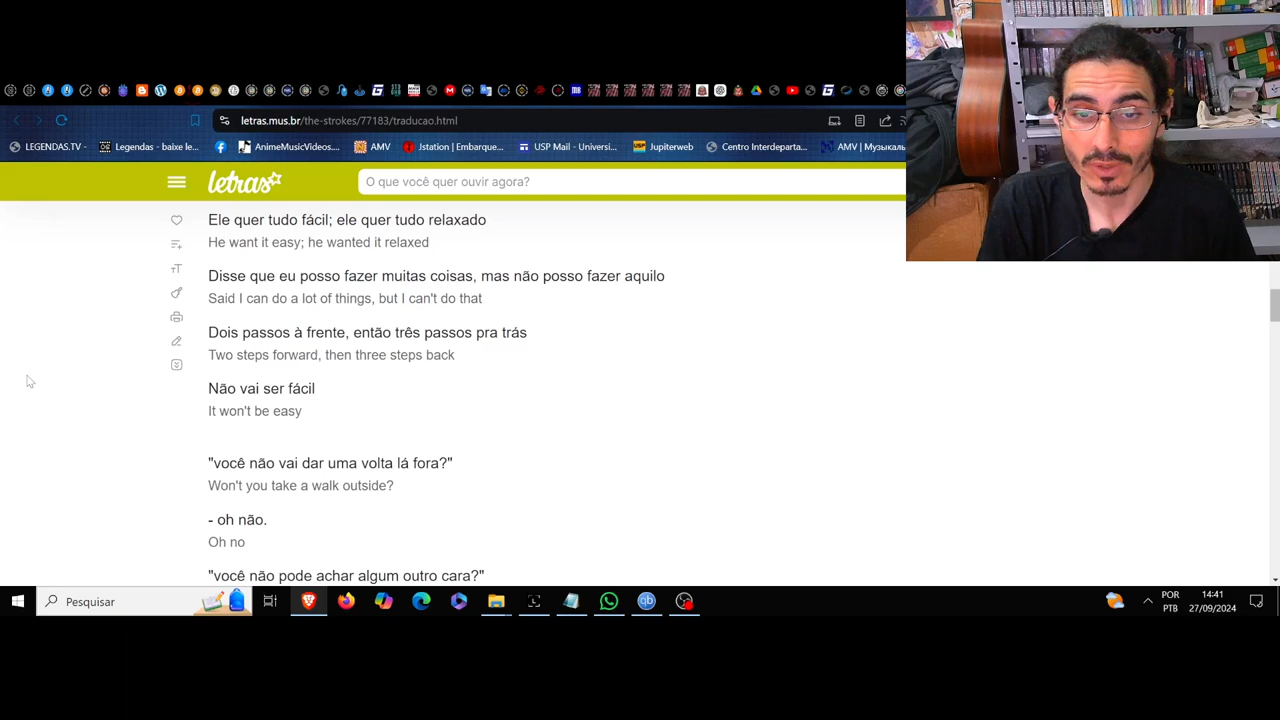 letras.mus.br/the-strokes/77183/traducao.html
LEGENDAS.TV -
Legendas - baixe le...
AnimeMusicVideos....
AMV
Jstation | Embarque...
USP Mail - Universi...
Jupiterweb
Centro Interdeparta...
AMV | Музыкаль
letras
O que você quer ouvir agora?
Ele quer tudo fácil; ele quer tudo relaxado
He want it easy; he wanted it relaxed
Disse que eu posso fazer muitas coisas, mas não posso fazer aquilo
Said I can do a lot of things, but I can't do that
Dois passos à frente, então três passos pra trás
Two steps forward, then three steps back
Não vai ser fácil
It won't be easy
"você não vai dar uma volta lá fora?"
Won't you take a walk outside?
- oh não.
Oh no
"você não pode achar algum outro cara?"
Pesquisar
POR
PTB
14:41
27/09/2024